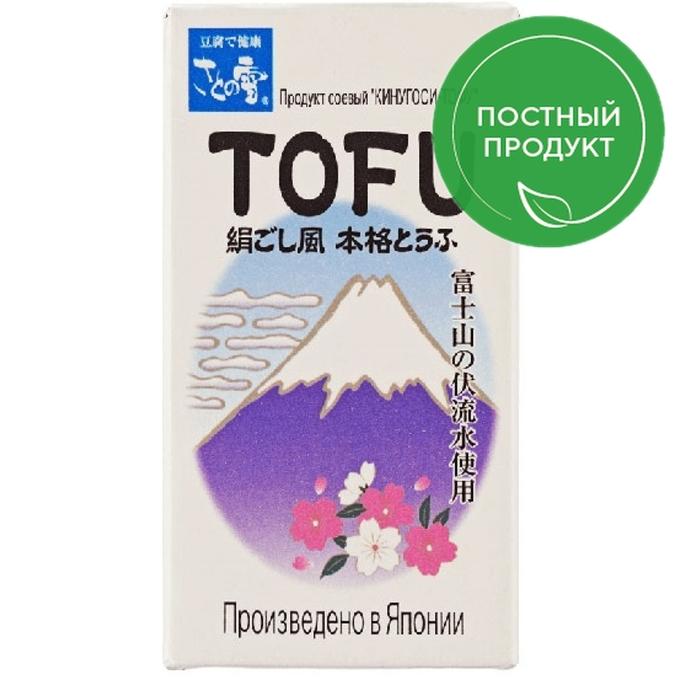 豆腐で健康
さとの雪
Продукт соевый "КИНУГОСИ
ПОСТНЫЙ
ПРОДУКТ
TOFU
絹ごし風 本格とうふ
富士山の伏流水使用
Произведено в Японии